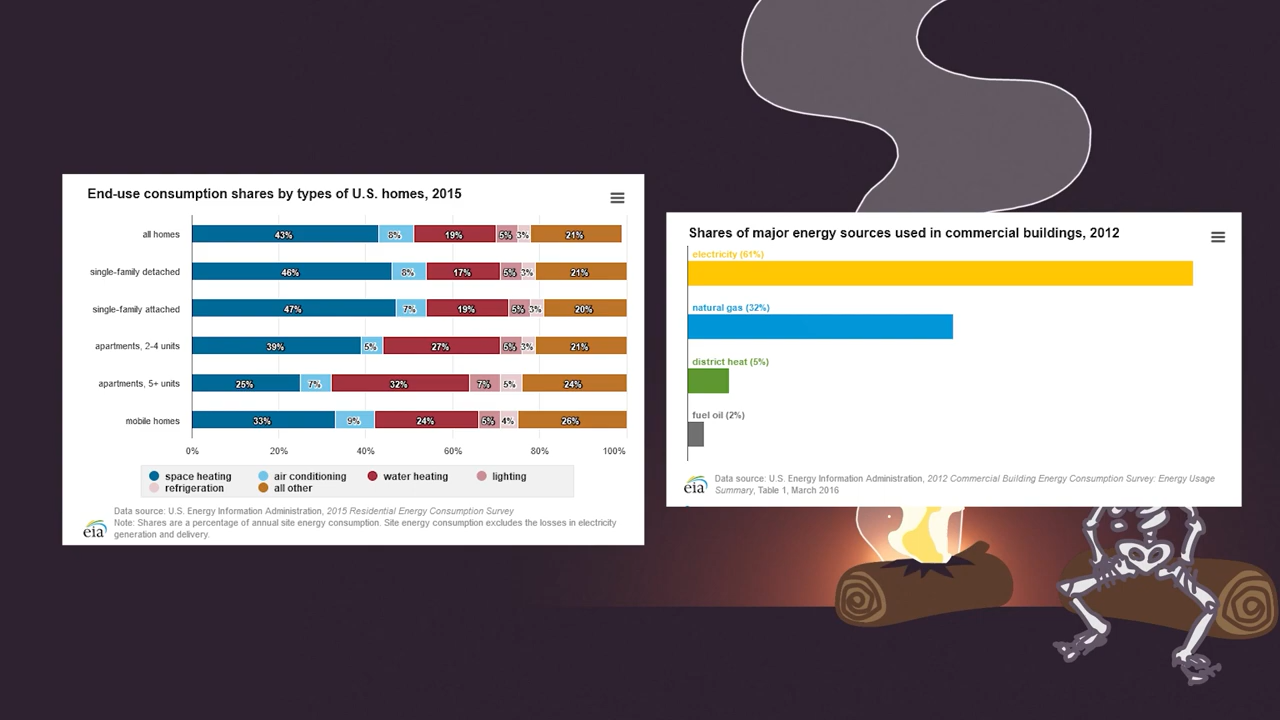 End-use consumption shares by types of U.S. homes, 2015
all homes 43% 8% 19% 5% 3% 21%
single-family detached 46% 8% 17% 5% 3% 21%
single-family attached 47% 7% 19% 5% 3% 20%
apartments, 2-4 units 39% 5% 27% 5% 3% 21%
apartments, 5+ units 25% 7% 32% 7% 5% 24%
mobile homes 33% 9% 24% 5% 4% 26%
0% 20% 40% 60% 80% 100%
space heating air conditioning water heating lighting
refrigeration all other
Data source: U.S. Energy Information Administration, 2015 Residential Energy Consumption Survey
Note: Shares are a percentage of annual site energy consumption. Site energy consumption excludes the losses in electricity
generation and delivery.
eia
Shares of major energy sources used in commercial buildings, 2012
electricity (61%)
natural gas (32%)
district heat (5%)
fuel oil (2%)
Data source: U.S. Energy Information Administration, 2012 Commercial Building Energy Consumption Survey: Energy Usage
Summary, Table 1, March 2016
eia